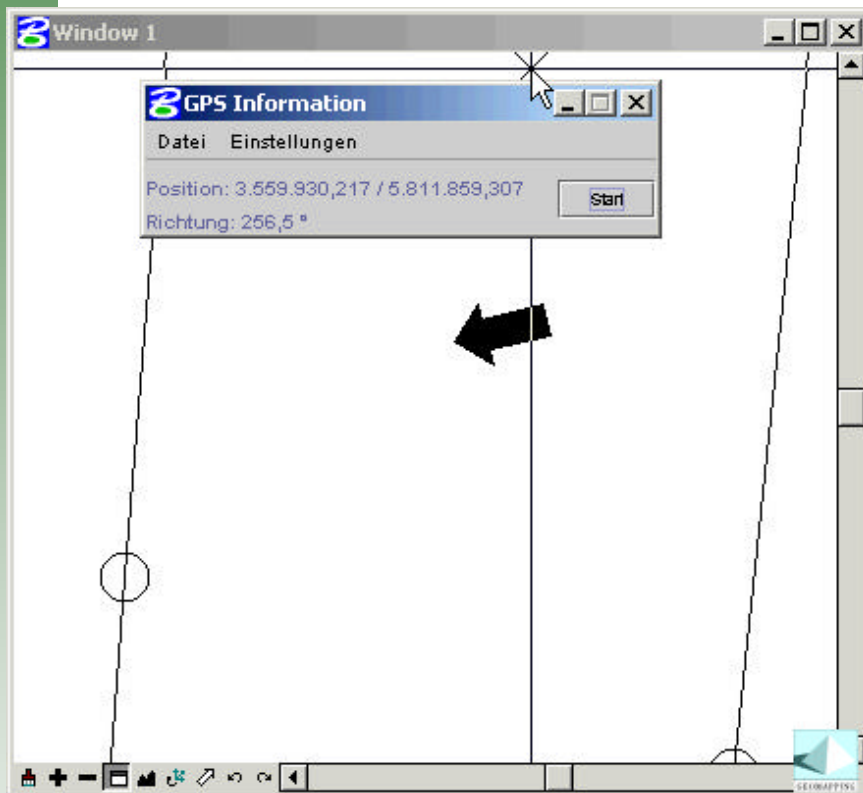 Window 1
GPS Information
Datei Einstellungen
Position: 3.559.930,217 / 5.811.859,307
Start
Richtung: 256,5 °
GEOMAPPING